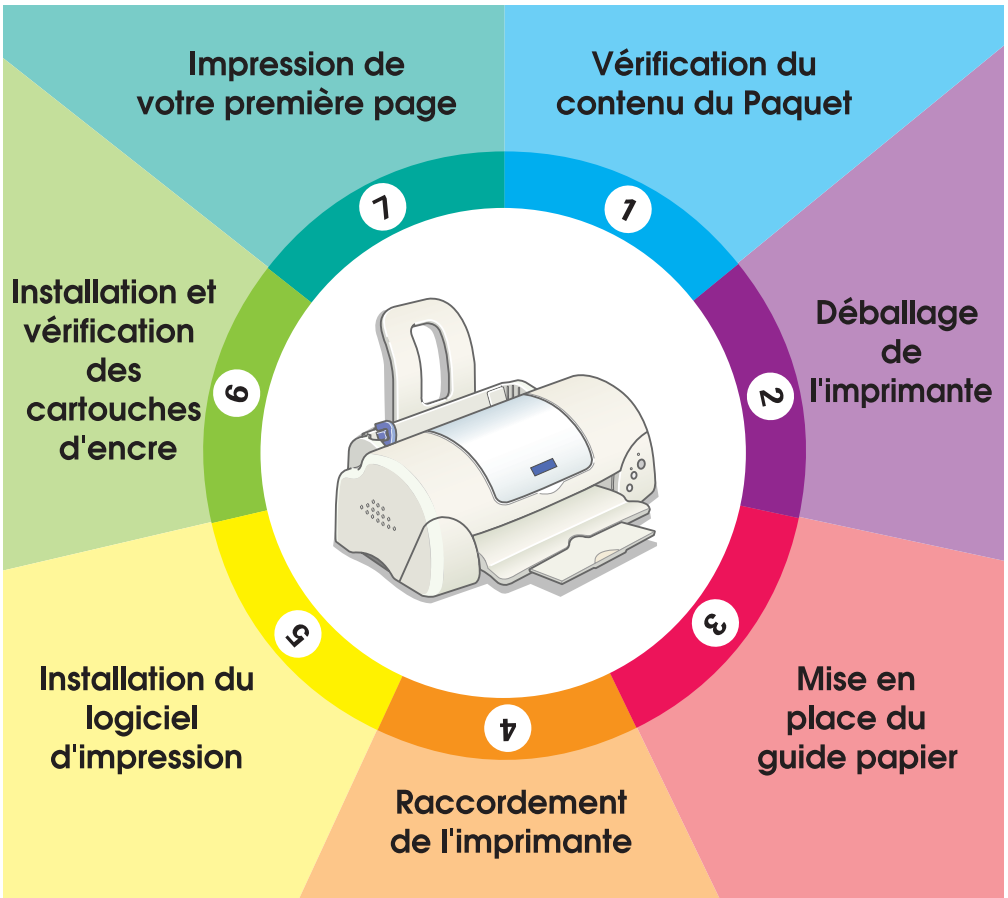 1
Vérification du
contenu du Paquet
2
Déballage
de
l'imprimante
3
Mise en
place du
guide papier
4
Raccordement
de l'imprimante
5
Installation du
logiciel
d'impression
6
Installation et
vérification
des
cartouches
d'encre
7
Impression de
votre première page